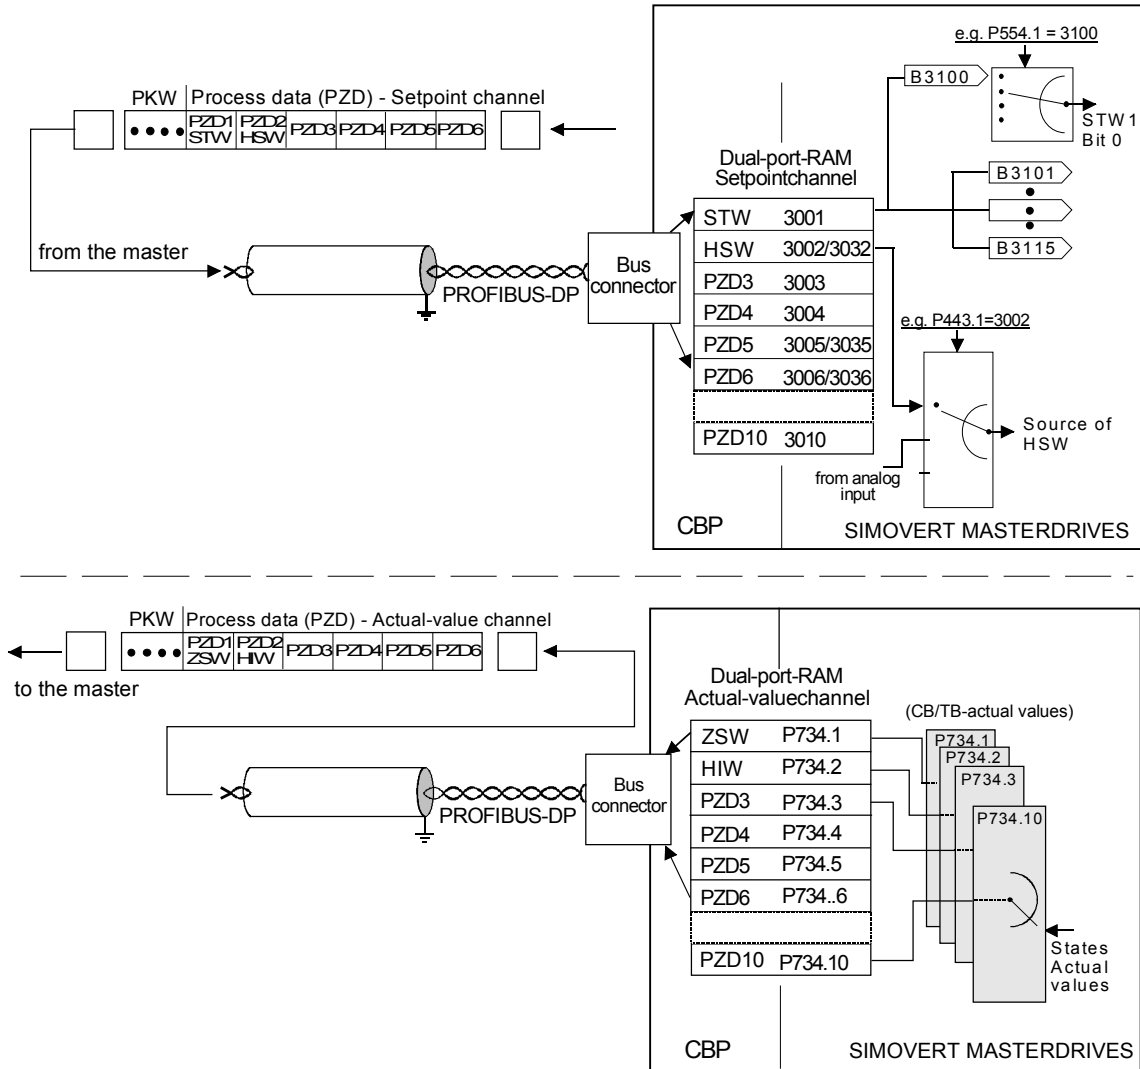 e.g. P554.1 = 3100
B3100
STW1
Bit 0
PKW Process data (PZD) - Setpoint channel
PZD1 STW
PZD2 HSW
PZD3
PZD4
PZD5
PZD6
from the master
PROFIBUS-DP
Bus
connector
Dual-port-RAM
Setpointchannel
STW 3001
HSW 3002/3032
PZD3 3003
PZD4 3004
PZD5 3005/3035
PZD6 3006/3036
PZD10 3010
B3101
B3115
e.g. P443.1=3002
Source of
HSW
from analog
input
CBP
SIMOVERT MASTERDRIVES
PKW Process data (PZD) - Actual-value channel
PZD1 ZSW
PZD2 HIW
PZD3
PZD4
PZD5
PZD6
to the master
PROFIBUS-DP
Bus
connector
Dual-port-RAM
Actual-valuechannel
ZSW P734.1
HIW P734.2
PZD3 P734.3
PZD4 P734.4
PZD5 P734.5
PZD6 P734..6
PZD10 P734.10
(CB/TB-actual values)
P734.1
P734.2
P734.3
P734.10
States
Actual
values
CBP
SIMOVERT MASTERDRIVES